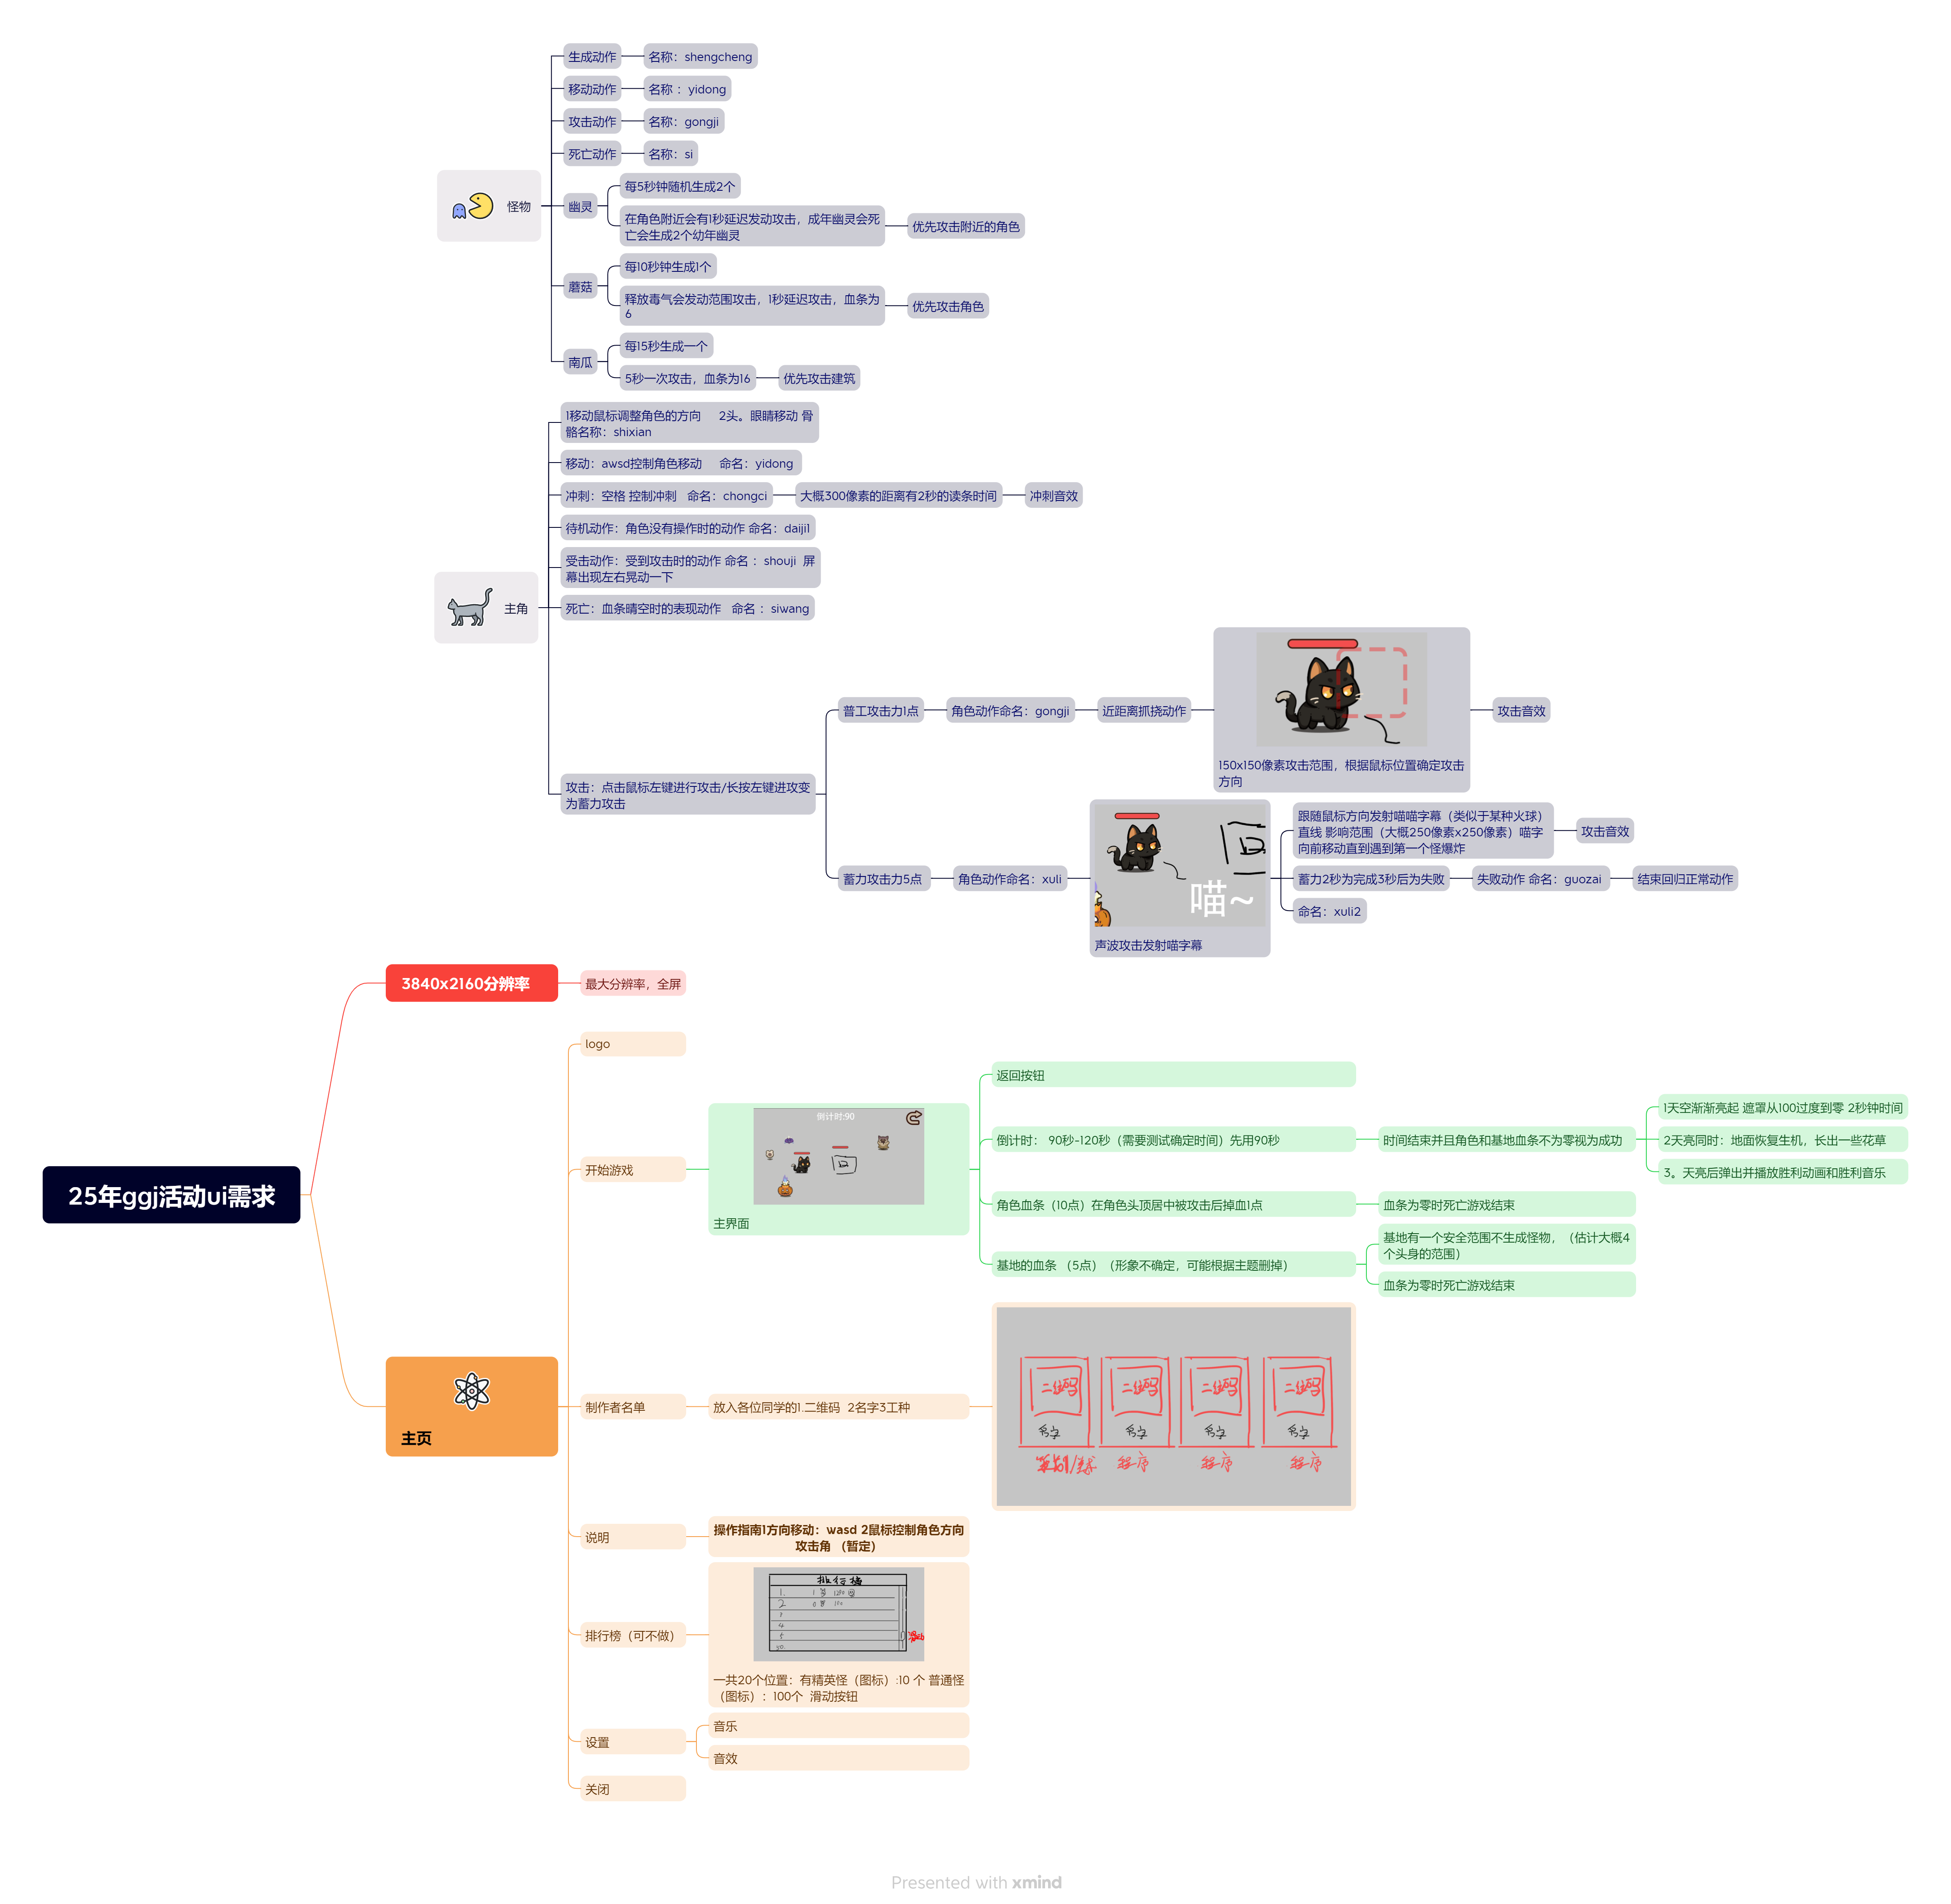 生成动作
名称：shengcheng
移动动作
名称 ：yidong
攻击动作
名称：gongji
死亡动作
名称：si
怪物
幽灵
每5秒钟随机生成2个
在角色附近会有1秒延迟发动攻击，成年幽灵会死
亡会生成2个幼年幽灵
优先攻击附近的角色
蘑菇
每10秒钟生成1个
释放毒气会发动范围攻击，1秒延迟攻击，血条为
6
优先攻击角色
南瓜
每15秒生成一个
5秒一次攻击，血条为16
优先攻击建筑
主角
1移动鼠标调整角色的方向 2头。眼睛移动 骨
骼名称：shixian
移动：awsd控制角色移动 命名：yidong
冲刺：空格 控制冲刺 命名：chongci
大概300像素的距离有2秒的读条时间
冲刺音效
待机动作：角色没有操作时的动作 命名：daiji1
受击动作：受到攻击时的动作 命名 ：shouji 屏
幕出现左右晃动一下
死亡：血条晴空时的表现动作 命名 ：siwang
攻击：点击鼠标左键进行攻击/长按左键进攻变
为蓄力攻击
普工攻击力1点
角色动作命名：gongji
近距离抓挠动作
150x150像素攻击范围，根据鼠标位置确定攻击
方向
攻击音效
蓄力攻击力5点
角色动作命名：xuli
喵~
声波攻击发射喵字幕
跟随鼠标方向发射喵喵字幕（类似于某种火球）
直线 影响范围（大概250像素x250像素）喵字
向前移动直到遇到第一个怪爆炸
攻击音效
蓄力2秒为完成3秒后为失败
失败动作 命名：guozai
结束回归正常动作
命名：xuli2
25年ggj活动ui需求
3840x2160分辨率
最大分辨率，全屏
主页
logo
开始游戏
倒计时:90
主界面
返回按钮
倒计时： 90秒-120秒（需要测试确定时间）先用90秒
时间结束并且角色和基地血条不为零视为成功
1天空渐渐亮起 遮罩从100过度到零 2秒钟时间
2天亮同时：地面恢复生机，长出一些花草
3。天亮后弹出并播放胜利动画和胜利音乐
角色血条（10点）在角色头顶居中被攻击后掉血1点
血条为零时死亡游戏结束
基地的血条 （5点）（形象不确定，可能根据主题删掉）
基地有一个安全范围不生成怪物，（估计大概4
个头身的范围）
血条为零时死亡游戏结束
制作者名单
放入各位同学的1.二维码 2名字3工种
二维码 二维码 二维码 二维码
名字 名字 名字 名字
程序 程序 程序
说明
操作指南1方向移动：wasd 2鼠标控制角色方向
攻击角 （暂定）
排行榜（可不做）
排行榜
一共20个位置：有精英怪（图标）:10 个 普通怪
（图标）：100个 滑动按钮
设置
音乐
音效
关闭
Presented with xmind